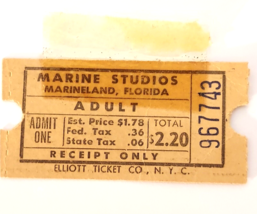 MARINE STUDIOS
MARINELAND, FLORIDA
ADULT
ADMIT ONE
Est. Price $1.78
Fed. Tax .36
State Tax .06
TOTAL
$2.20
RECEIPT ONLY
ELLIOTT TICKET CO., N. Y. C.
967743